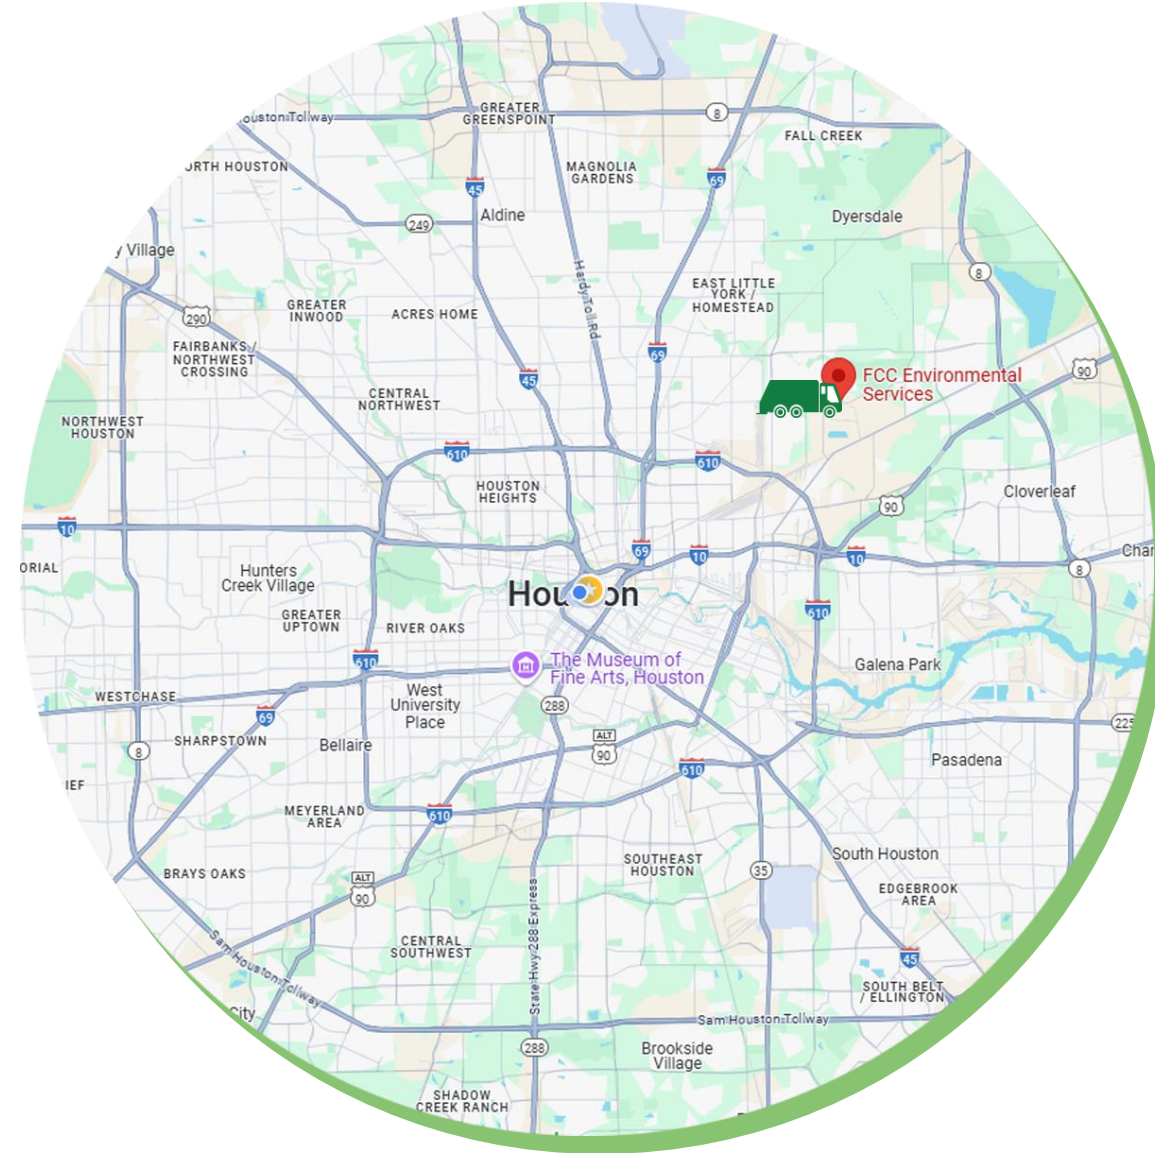 GREATER
GREENSPOINT
ouston Tollway
8
FALL CREEK
ORTH HOUSTON
MAGNOLIA
GARDENS
69
45
249
Aldine
Dyersdale
y Village
8
Hardy Toll Rd
EAST LITTLE
YORK /
HOMESTEAD
290
GREATER
INWOOD
ACRES HOME
FAIRBANKS /
NORTHWEST
CROSSING
69
45
90
FCC Environmental
Services
CENTRAL
NORTHWEST
NORTHWEST
HOUSTON
610
610
HOUSTON
HEIGHTS
Cloverleaf
90
10
69
10
10
Char
8
ORIAL
Hunters
Creek Village
Hou on
GREATER
UPTOWN
RIVER OAKS
610
610
The Museum of
Fine Arts, Houston
Galena Park
WESTCHASE
West
University
Place
288
69
225
SHARPSTOWN
Bellaire
8
ALT
90
610
Pasadena
IEF
MEYERLAND
AREA
610
BRAYS OAKS
SOUTHEAST
HOUSTON
South Houston
35
ALT
90
EDGEBROOK
AREA
State Hwy 288 Express
CENTRAL
SOUTHWEST
45
Sam Houston Tollway
SOUTH BELT
/ ELLINGTON
City
Sam Houston Tollway
288
Brookside
Village
SHADOW
CREEK RANCH